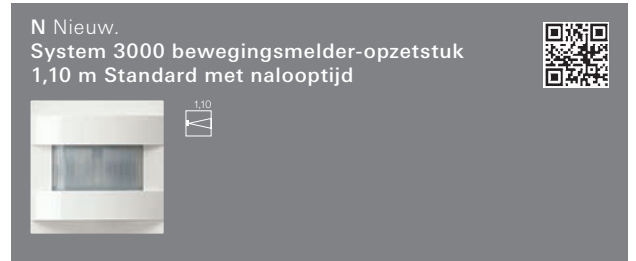 N Nieuw.
System 3000 bewegingsmelder-opzetstuk
1,10 m Standard met nalooptijd
1,10